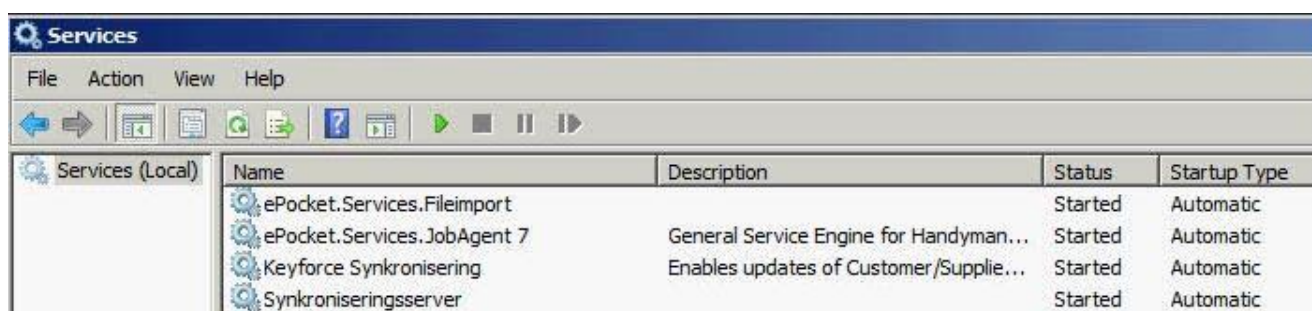 Services
File Action View Help
Services (Local) Name Description Status Startup Type
ePocket.Services.Fileimport Started Automatic
ePocket.Services.JobAgent 7 General Service Engine for Handyman... Started Automatic
Keyforce Synkronisering Enables updates of Customer/Supplie... Started Automatic
Synkroniseringsserver Started Automatic